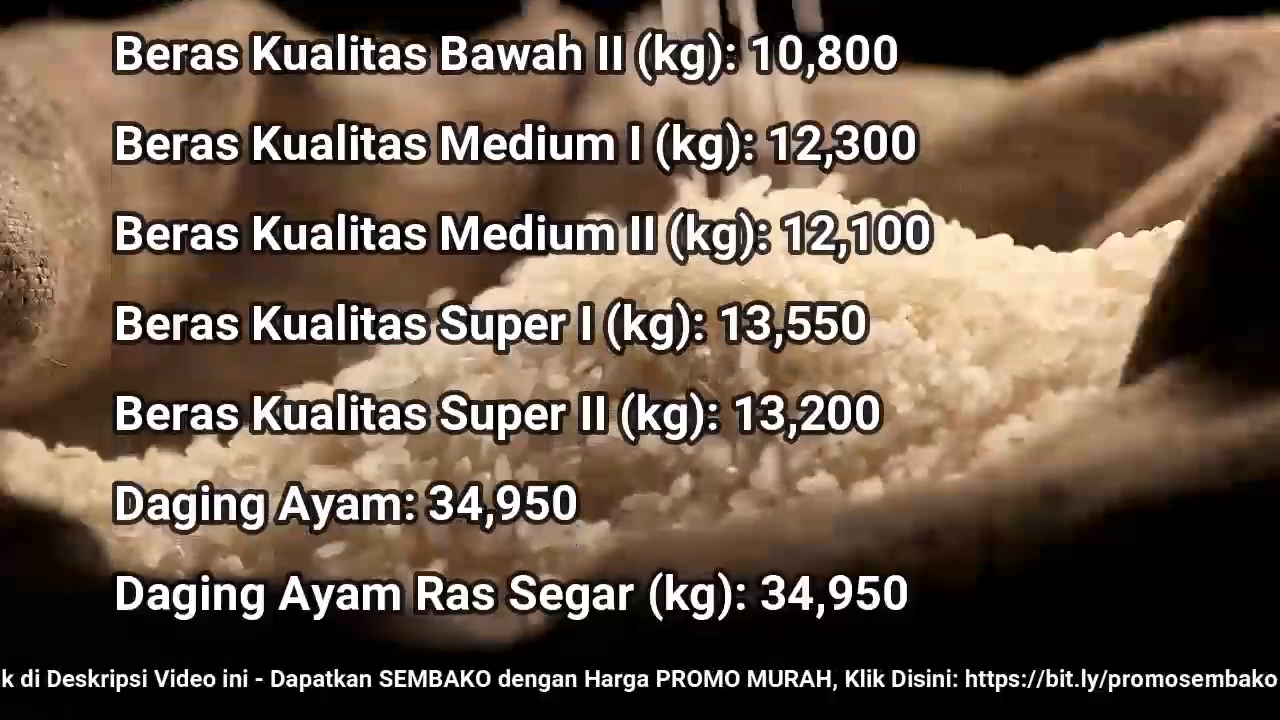 Beras Kualitas Bawah II (kg): 10,800
Beras Kualitas Medium I (kg): 12,300
Beras Kualitas Medium II (kg): 12,100
Beras Kualitas Super I (kg): 13,550
Beras Kualitas Super II (kg): 13,200
Daging Ayam: 34,950
Daging Ayam Ras Segar (kg): 34,950
k di Deskripsi Video ini - Dapatkan SEMBAKO dengan Harga PROMO MURAH, Klik Disini: https://bit.ly/promosembako